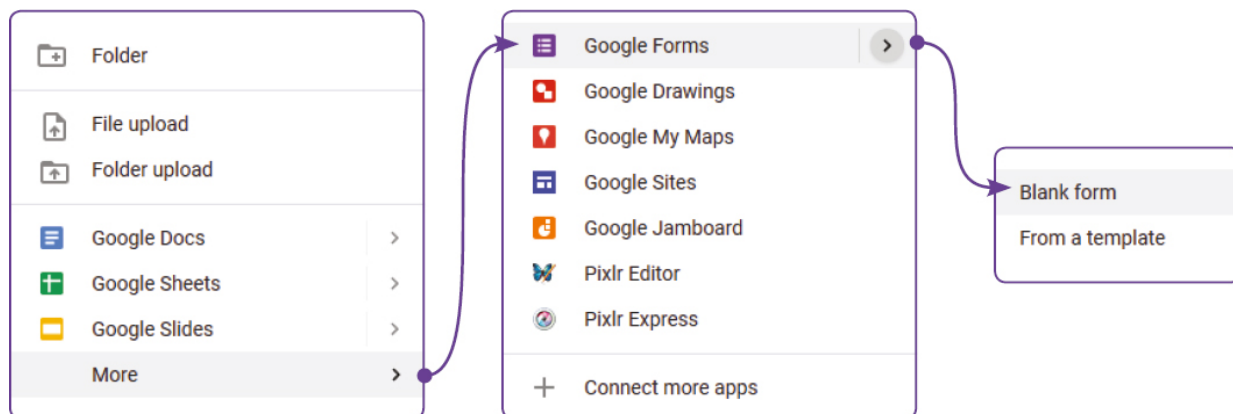 Folder
File upload
Folder upload
Google Docs
Google Sheets
Google Slides
More
Google Forms
Google Drawings
Google My Maps
Google Sites
Google Jamboard
Pixlr Editor
Pixlr Express
Connect more apps
Blank form
From a template